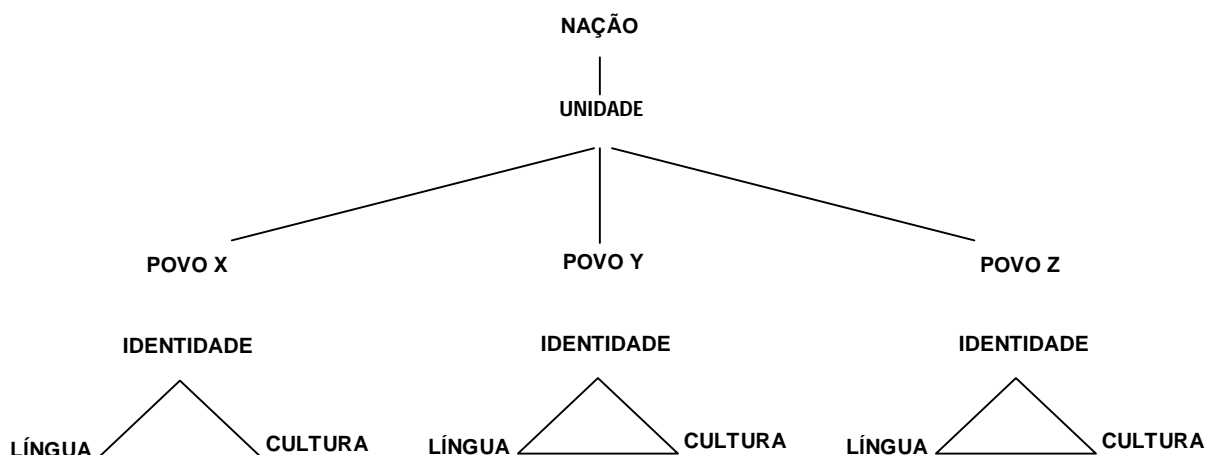 NAÇÃO
UNIDADE
POVO X POVO Y POVO Z
IDENTIDADE IDENTIDADE IDENTIDADE
LÍNGUA CULTURA LÍNGUA CULTURA LÍNGUA CULTURA